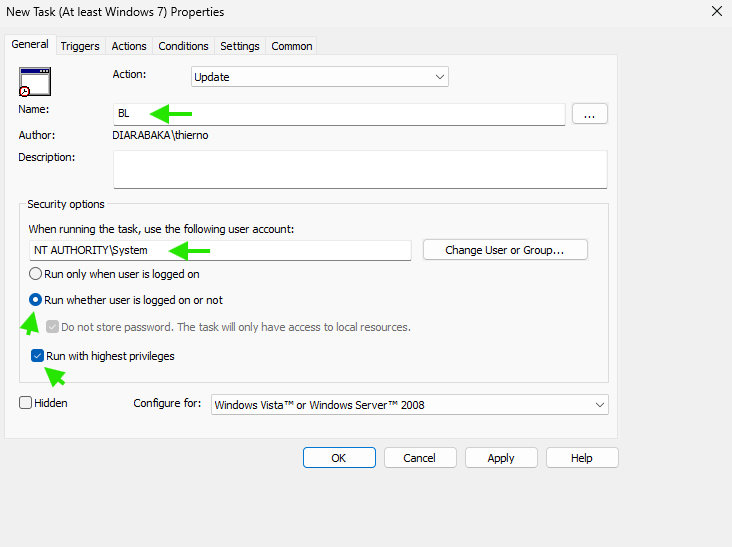 New Task (At least Windows 7) Properties
General Triggers Actions Conditions Settings Common
Action: Update
Name: BL ...
Author: DIARABAKA\thierno
Description:
Security options
When running the task, use the following user account:
NT AUTHORITY\System Change User or Group...
Run only when user is logged on
Run whether user is logged on or not
Do not store password. The task will only have access to local resources.
Run with highest privileges
Hidden Configure for: Windows Vista™ or Windows Server™ 2008
OK Cancel Apply Help